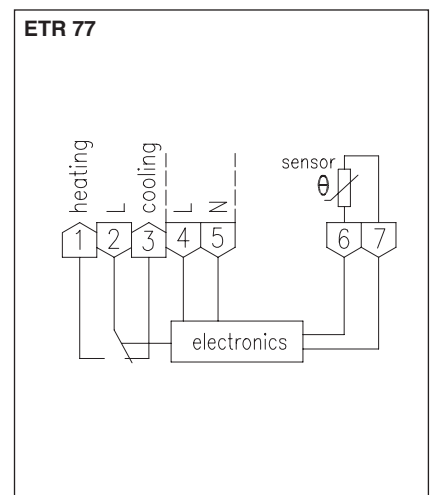 ETR 77
heating
L
cooling
L
N
sensor
θ
1 2 3 4 5 6 7
electronics